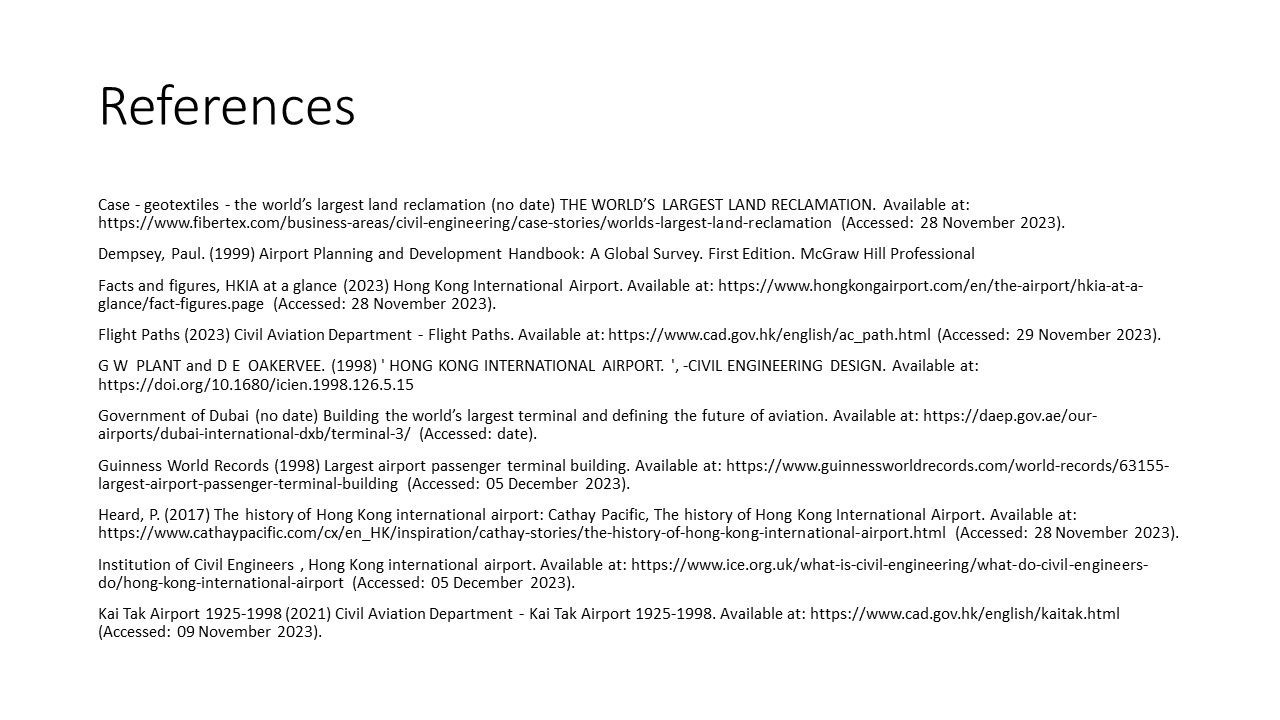 References
Case - geotextiles - the world’s largest land reclamation (no date) THE WORLD’S LARGEST LAND RECLAMATION. Available at:
https://www.fibertex.com/business-areas/civil-engineering/case-stories/worlds-largest-land-reclamation (Accessed: 28 November 2023).
Dempsey, Paul. (1999) Airport Planning and Development Handbook: A Global Survey. First Edition. McGraw Hill Professional
Facts and figures, HKIA at a glance (2023) Hong Kong International Airport. Available at: https://www.hongkongairport.com/en/the-airport/hkia-at-a-
glance/fact-figures.page (Accessed: 28 November 2023).
Flight Paths (2023) Civil Aviation Department - Flight Paths. Available at: https://www.cad.gov.hk/english/ac_path.html (Accessed: 29 November 2023).
G W PLANT and D E OAKERVEE. (1998) ' HONG KONG INTERNATIONAL AIRPORT. ', -CIVIL ENGINEERING DESIGN. Available at:
https://doi.org/10.1680/icien.1998.126.5.15
Government of Dubai (no date) Building the world’s largest terminal and defining the future of aviation. Available at: https://daep.gov.ae/our-
airports/dubai-international-dxb/terminal-3/ (Accessed: date).
Guinness World Records (1998) Largest airport passenger terminal building. Available at: https://www.guinnessworldrecords.com/world-records/63155-
largest-airport-passenger-terminal-building (Accessed: 05 December 2023).
Heard, P. (2017) The history of Hong Kong international airport: Cathay Pacific, The history of Hong Kong International Airport. Available at:
https://www.cathaypacific.com/cx/en_HK/inspiration/cathay-stories/the-history-of-hong-kong-international-airport.html (Accessed: 28 November 2023).
Institution of Civil Engineers , Hong Kong international airport. Available at: https://www.ice.org.uk/what-is-civil-engineering/what-do-civil-engineers-
do/hong-kong-international-airport (Accessed: 05 December 2023).
Kai Tak Airport 1925-1998 (2021) Civil Aviation Department - Kai Tak Airport 1925-1998. Available at: https://www.cad.gov.hk/english/kaitak.html
(Accessed: 09 November 2023).